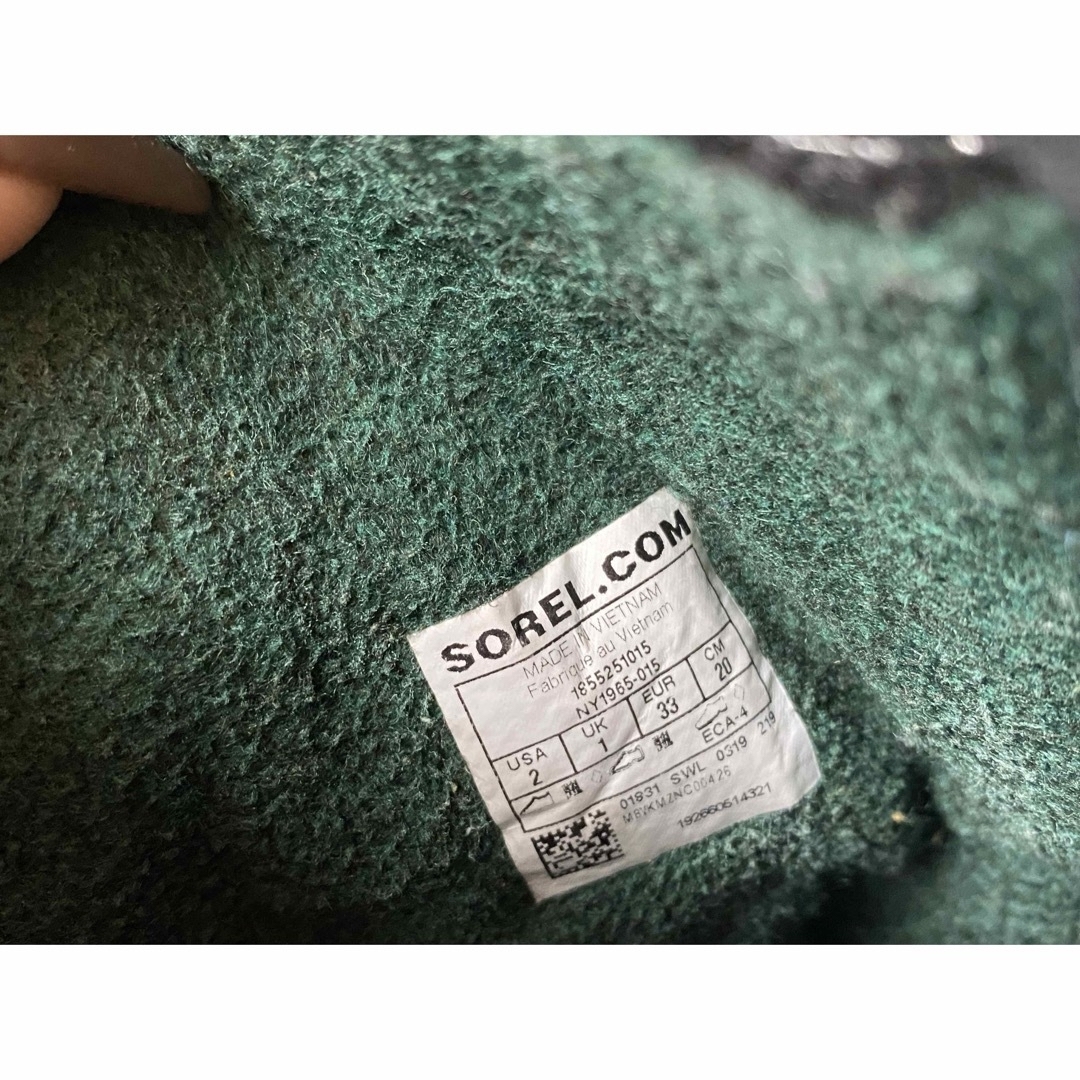 SOREL.COM
MADE IN VIETNAM
Fabriqué au Vietnam
1855251015
NY1965-015
USA UK EUR CM
2 1 33 20
ECA-4
01831 SWL 0319 219
192660614321